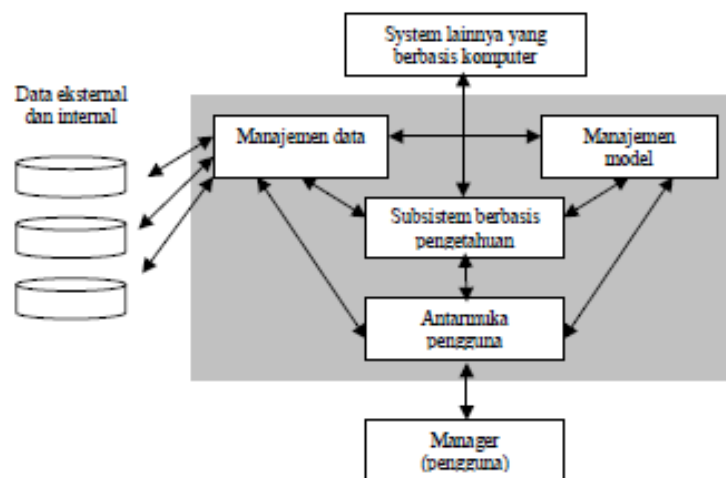 System lainnya yang
berbasis komputer
Data eksternal
dan internal
Manajemen data
Manajemen
model
Subsistem berbasis
pengetahuan
Antarmuka
pengguna
Manager
(pengguna)